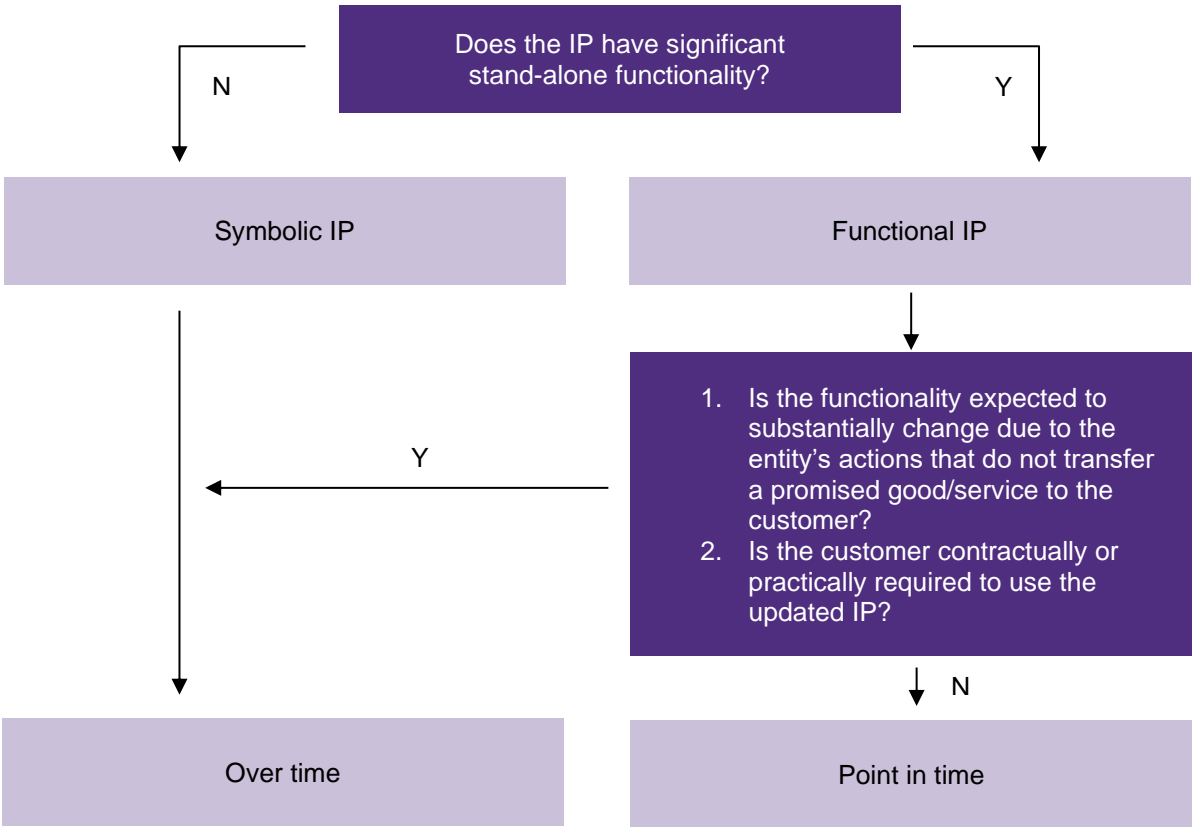 Does the IP have significant
stand-alone functionality?
N
Y
Symbolic IP
Functional IP
1. Is the functionality expected to
substantially change due to the
entity’s actions that do not transfer
a promised good/service to the
customer?
2. Is the customer contractually or
practically required to use the
updated IP?
Y
N
Over time
Point in time